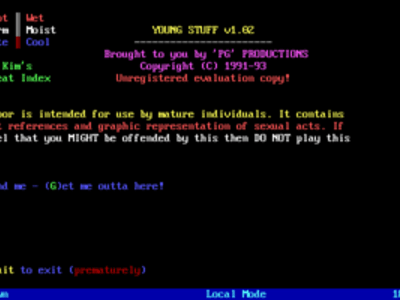 ot Wet
rm Moist YOUNG STUFF v1.02
te Cool -----------------------
Brought to you by 'PG' PRODUCTIONS
Kim's Copyright (C) 1991-93
eat Index Unregistered evaluation copy!
oor is intended for use by mature individuals. It contains
t references and graphic representation of sexual acts. If
el that you MIGHT be offended by this them DO NOT play this
nd me - (G)et me outta here!
it to exit (prematurely)
Local Mode